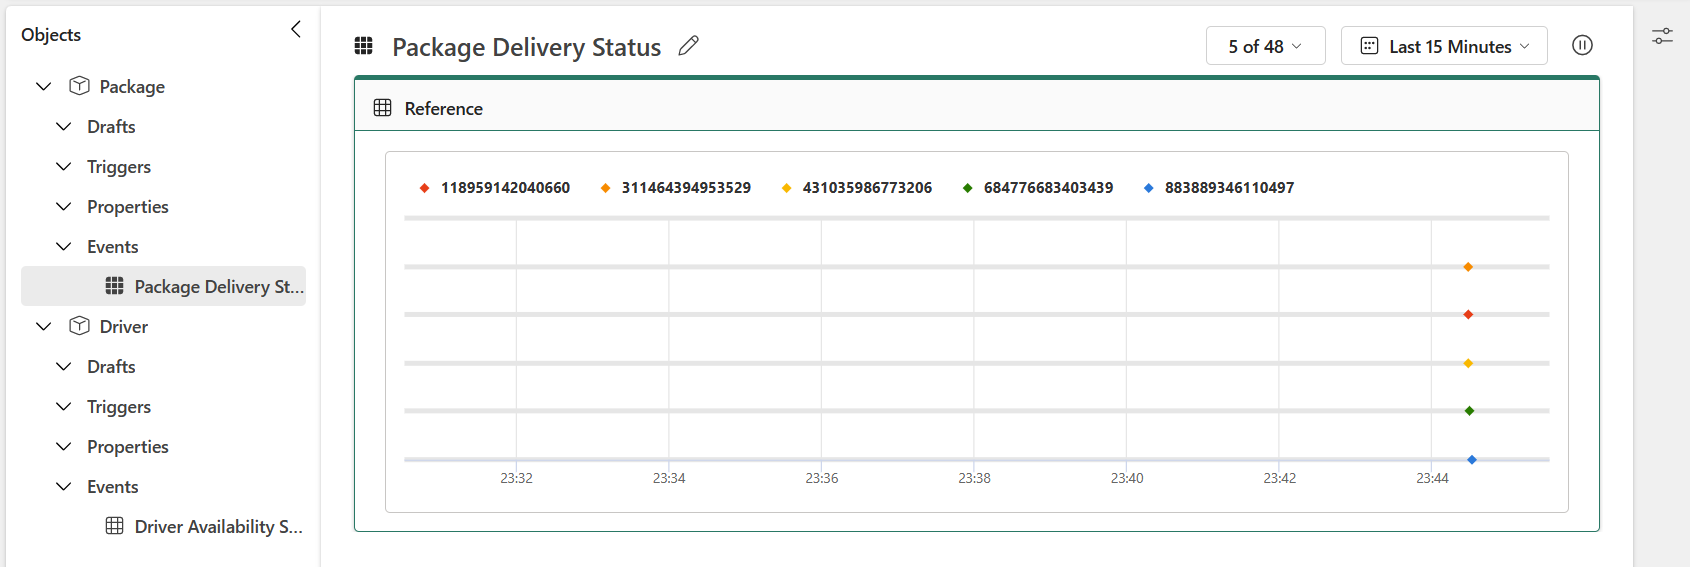 Objects
Package
Drafts
Triggers
Properties
Events
Package Delivery St...
Driver
Drafts
Triggers
Properties
Events
Driver Availability S...
Package Delivery Status
5 of 48
Last 15 Minutes
Reference
118959142040660 311464394953529 431035986773206 684776683403439 883889346110497
23:32 23:34 23:36 23:38 23:40 23:42 23:44